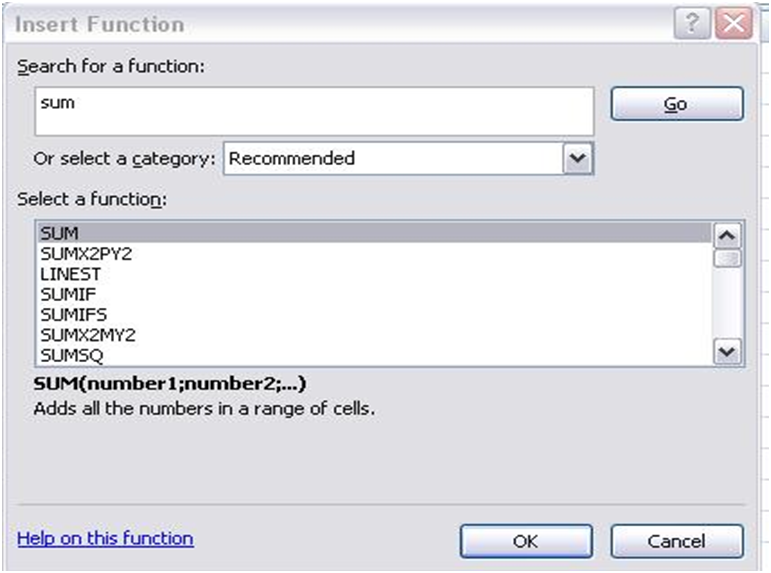 Insert Function
?
Search for a function:
sum
Go
Or select a category: Recommended
Select a function:
SUM
SUMX2PY2
LINEST
SUMIF
SUMIFS
SUMX2MY2
SUMSQ
SUM(number1;number2;...)
Adds all the numbers in a range of cells.
Help on this function
OK
Cancel